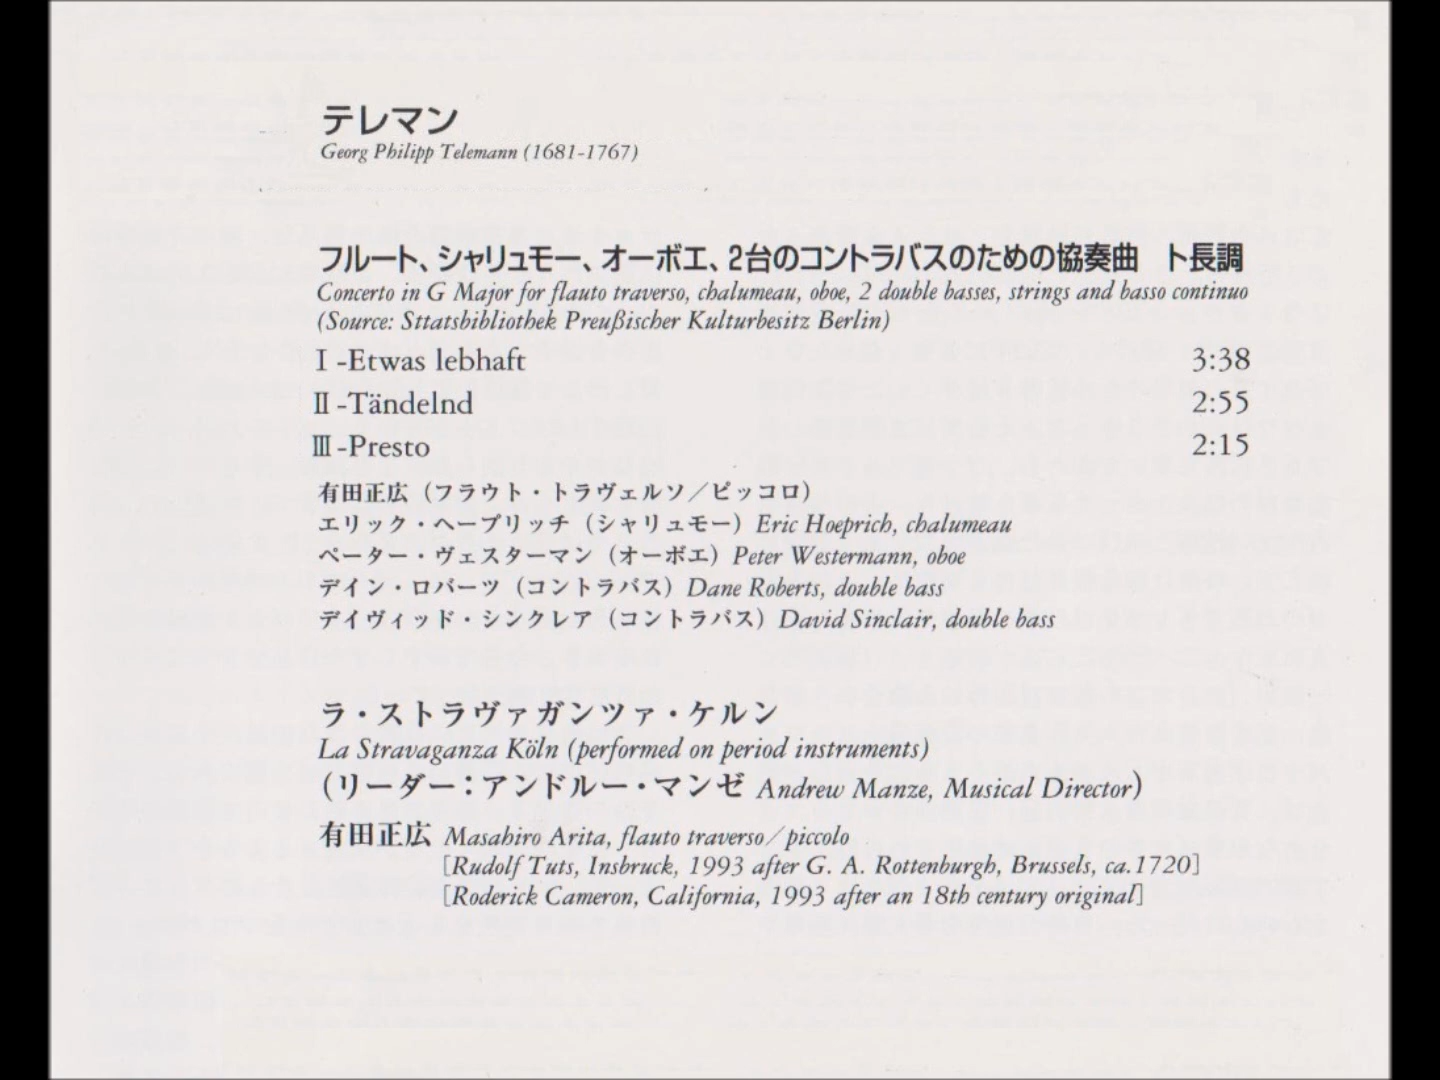 テレマン
Georg Philipp Telemann (1681-1767)
フルート、シャリュモー、オーボエ、2台のコントラバスのための協奏曲　ト長調
Concerto in G Major for flauto traverso, chalumeau, oboe, 2 double basses, strings and basso continuo
(Source: Sttatsbibliothek Preußischer Kulturbesitz Berlin)
Ⅰ-Etwas lebhaft 3:38
Ⅱ-Tändelnd 2:55
Ⅲ-Presto 2:15
有田正広（フラウト・トラヴェルソ／ピッコロ）
エリック・ヘープリッチ（シャリュモー）Eric Hoeprich, chalumeau
ペーター・ヴェスターマン（オーボエ）Peter Westermann, oboe
デイン・ロバーツ（コントラバス）Dane Roberts, double bass
デイヴィッド・シンクレア（コントラバス）David Sinclair, double bass
ラ・ストラヴァガンツァ・ケルン
La Stravaganza Köln (performed on period instruments)
(リーダー：アンドルー・マンゼ Andrew Manze, Musical Director)
有田正広 Masahiro Arita, flauto traverso／piccolo
[Rudolf Tuts, Insbruck, 1993 after G. A. Rottenburgh, Brussels, ca.1720]
[Roderick Cameron, California, 1993 after an 18th century original]